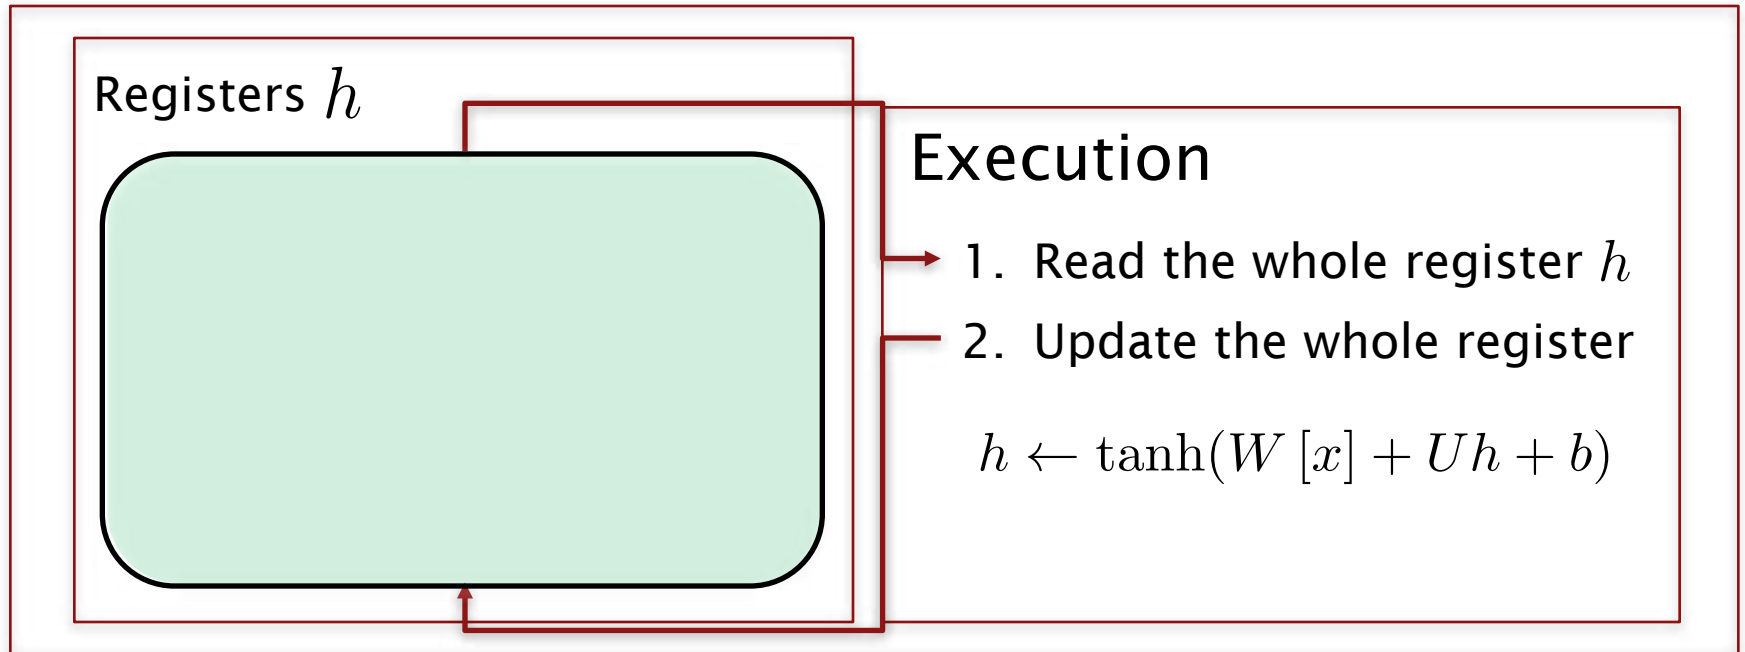 Registers h
Execution
1. Read the whole register h
2. Update the whole register
h ← tanh(W [x] + Uh + b)